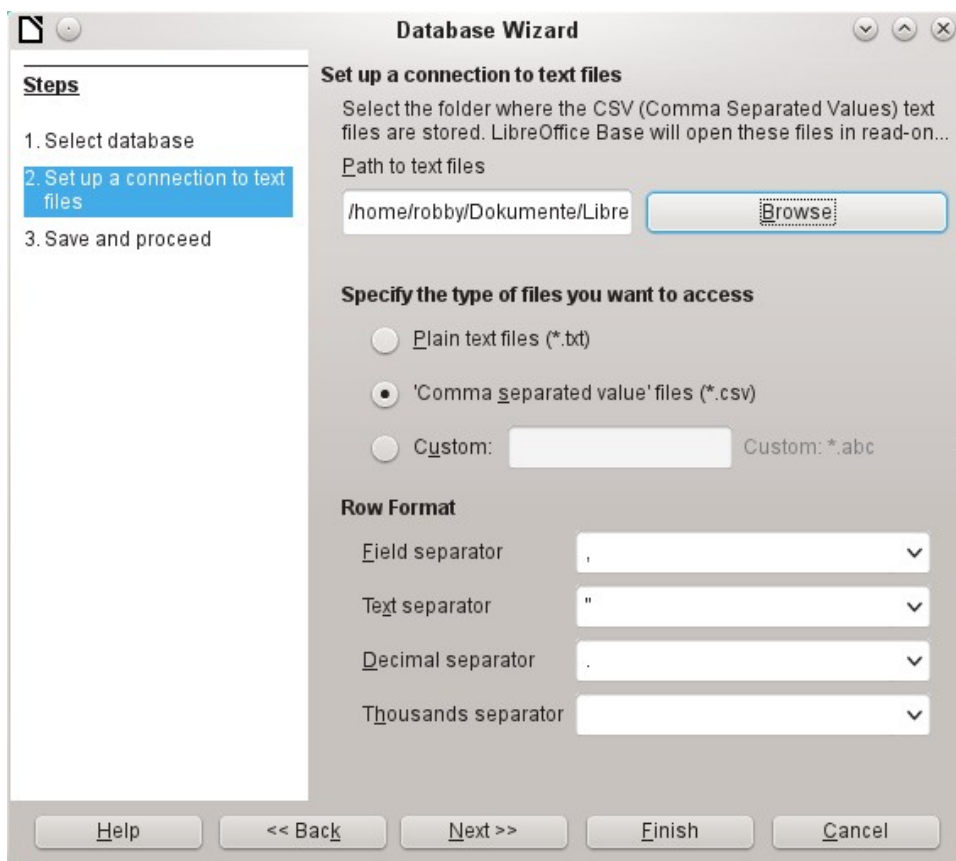 Database Wizard
Steps
1. Select database
2. Set up a connection to text
files
3. Save and proceed
Set up a connection to text files
Select the folder where the CSV (Comma Separated Values) text
files are stored. LibreOffice Base will open these files in read-on...
Path to text files
/home/robby/Dokumente/Libre
Browse
Specify the type of files you want to access
Plain text files (*.txt)
'Comma separated value' files (*.csv)
Custom:
Custom: *.abc
Row Format
Field separator
,
Text separator
"
Decimal separator
.
Thousands separator
Help
<< Back
Next >>
Finish
Cancel